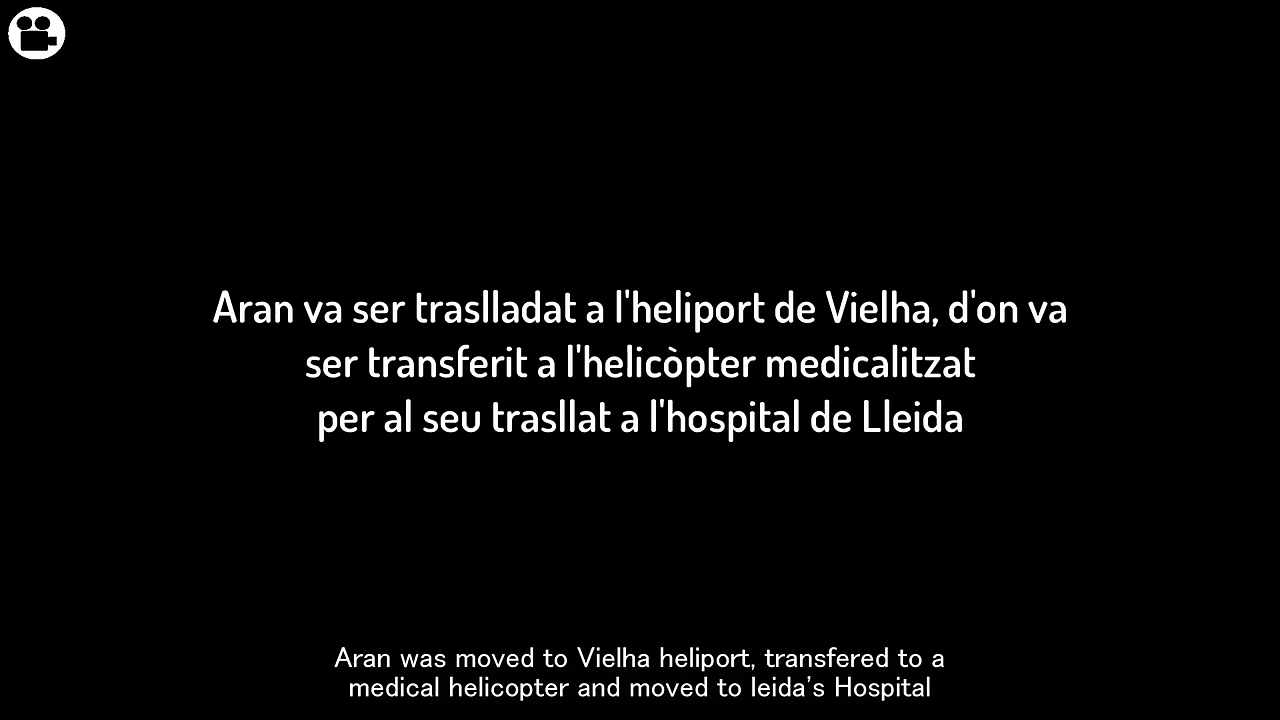 Aran va ser traslladat a l'heliport de Vielha, d'on va
ser transferit a l'helicòpter medicalitzat
per al seu trasllat a l'hospital de Lleida
Aran was moved to Vielha heliport, transfered to a
medical helicopter and moved to leida's Hospital